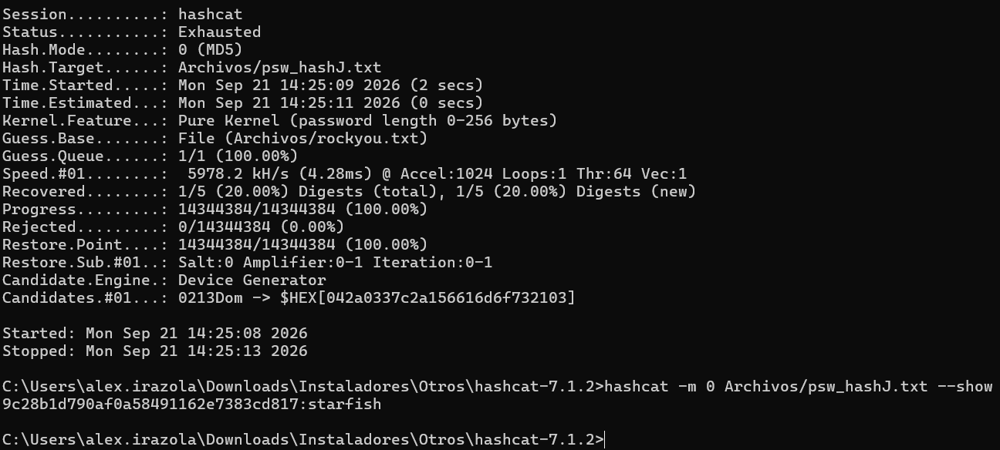 Session..........: hashcat
Status...........: Exhausted
Hash.Mode........: 0 (MD5)
Hash.Target......: Archivos/psw_hashJ.txt
Time.Started.....: Mon Sep 21 14:25:09 2026 (2 secs)
Time.Estimated...: Mon Sep 21 14:25:11 2026 (0 secs)
Kernel.Feature...: Pure Kernel (password length 0-256 bytes)
Guess.Base.......: File (Archivos/rockyou.txt)
Guess.Queue......: 1/1 (100.00%)
Speed.#01........:  5978.2 kH/s (4.28ms) @ Accel:1024 Loops:1 Thr:64 Vec:1
Recovered........: 1/5 (20.00%) Digests (total), 1/5 (20.00%) Digests (new)
Progress.........: 14344384/14344384 (100.00%)
Rejected.........: 0/14344384 (0.00%)
Restore.Point....: 14344384/14344384 (100.00%)
Restore.Sub.#01..: Salt:0 Amplifier:0-1 Iteration:0-1
Candidate.Engine.: Device Generator
Candidates.#01...: 0213Dom -> $HEX[042a0337c2a156616d6f732103]
Started: Mon Sep 21 14:25:08 2026
Stopped: Mon Sep 21 14:25:13 2026
C:\Users\alex.irazola\Downloads\Instaladores\Otros\hashcat-7.1.2>hashcat -m 0 Archivos/psw_hashJ.txt --show
9c28b1d790af0a58491162e7383cd817:starfish
C:\Users\alex.irazola\Downloads\Instaladores\Otros\hashcat-7.1.2>